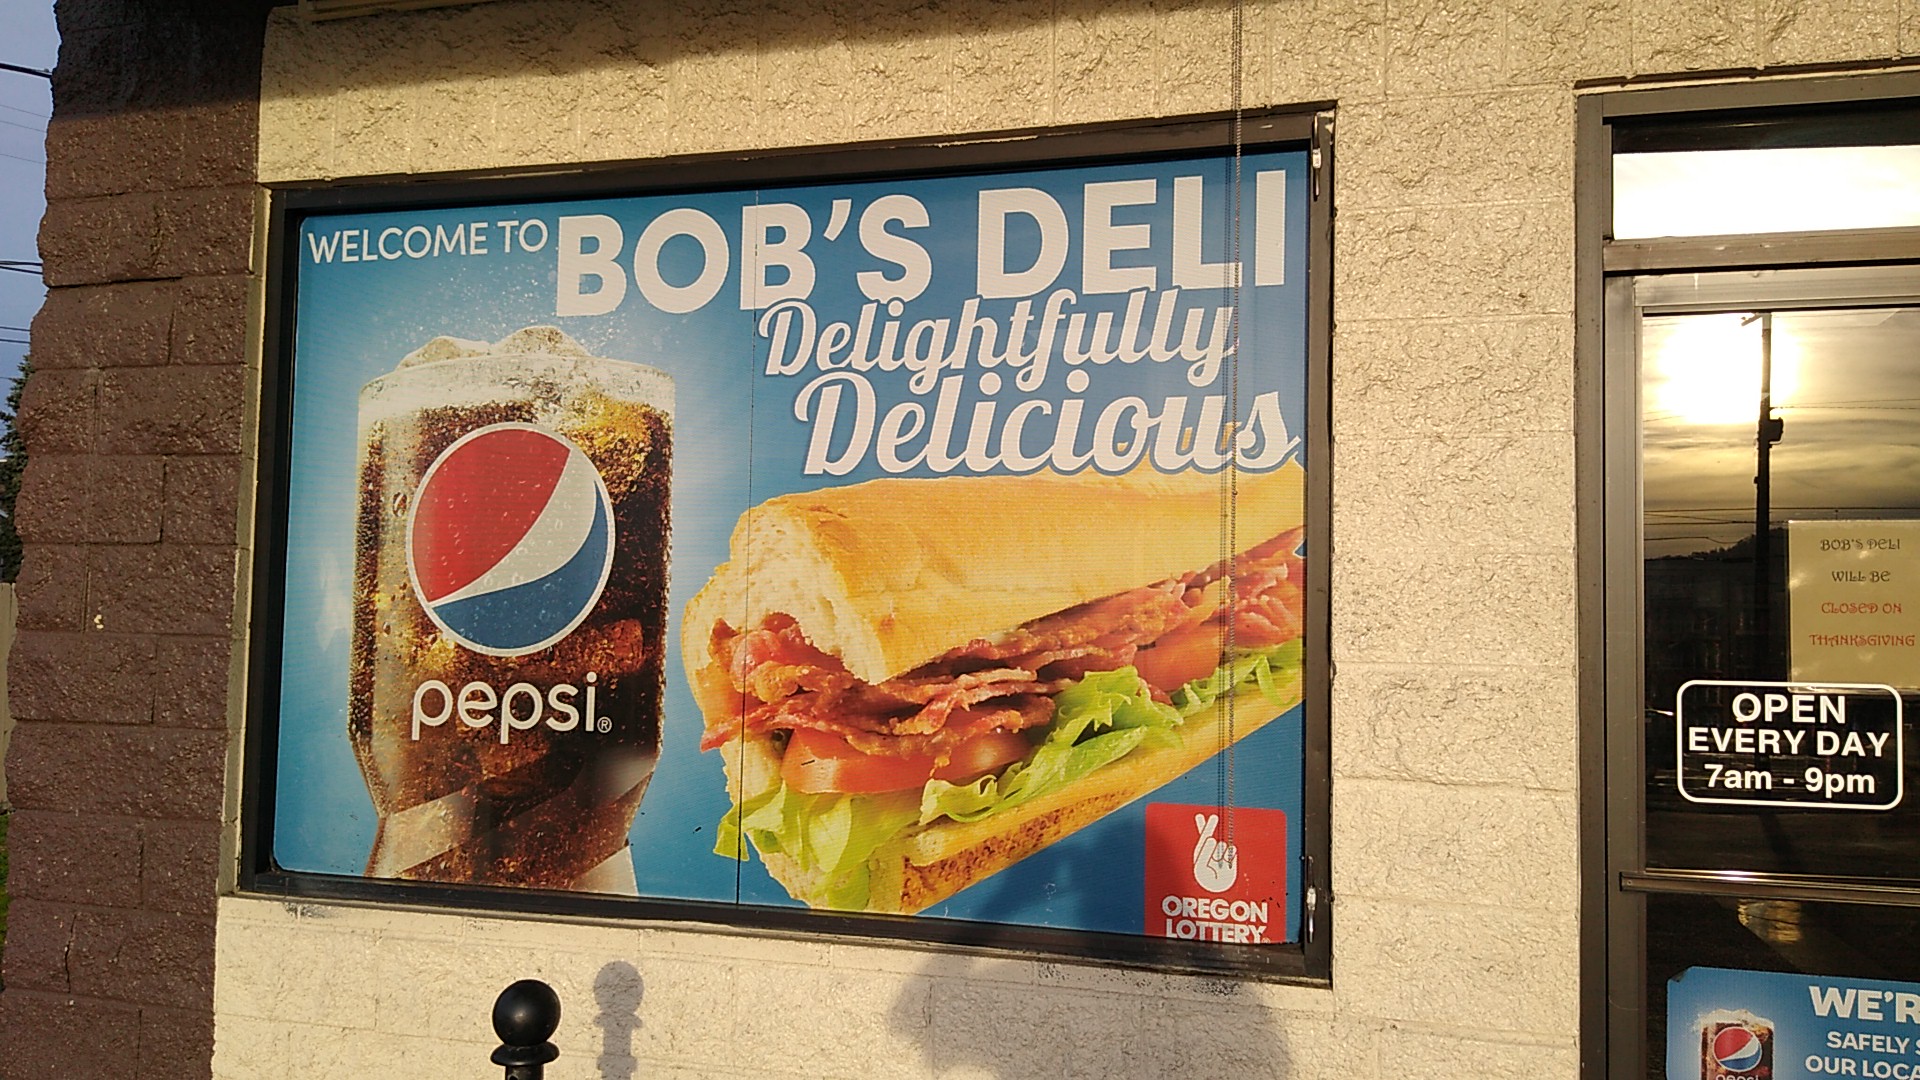 WELCOME TO BOB'S DELI
Delightfully
Delicious
pepsi®
OREGON
LOTTERY
BOB'S DELI
WILL BE
CLOSED ON
THANKSGIVING
OPEN
EVERY DAY
7am - 9pm
WE'R
SAFELY
OUR LOCA
pepsi